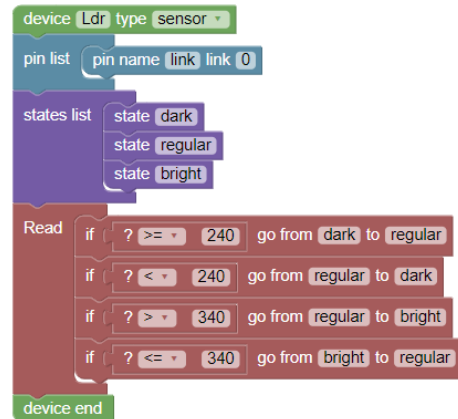 device Ldr type sensor
pin list pin name link link 0
states list state dark
state regular
state bright
Read if ? >= 240 go from dark to regular
if ? < 240 go from regular to dark
if ? > 340 go from regular to bright
if ? <= 340 go from bright to regular
device end